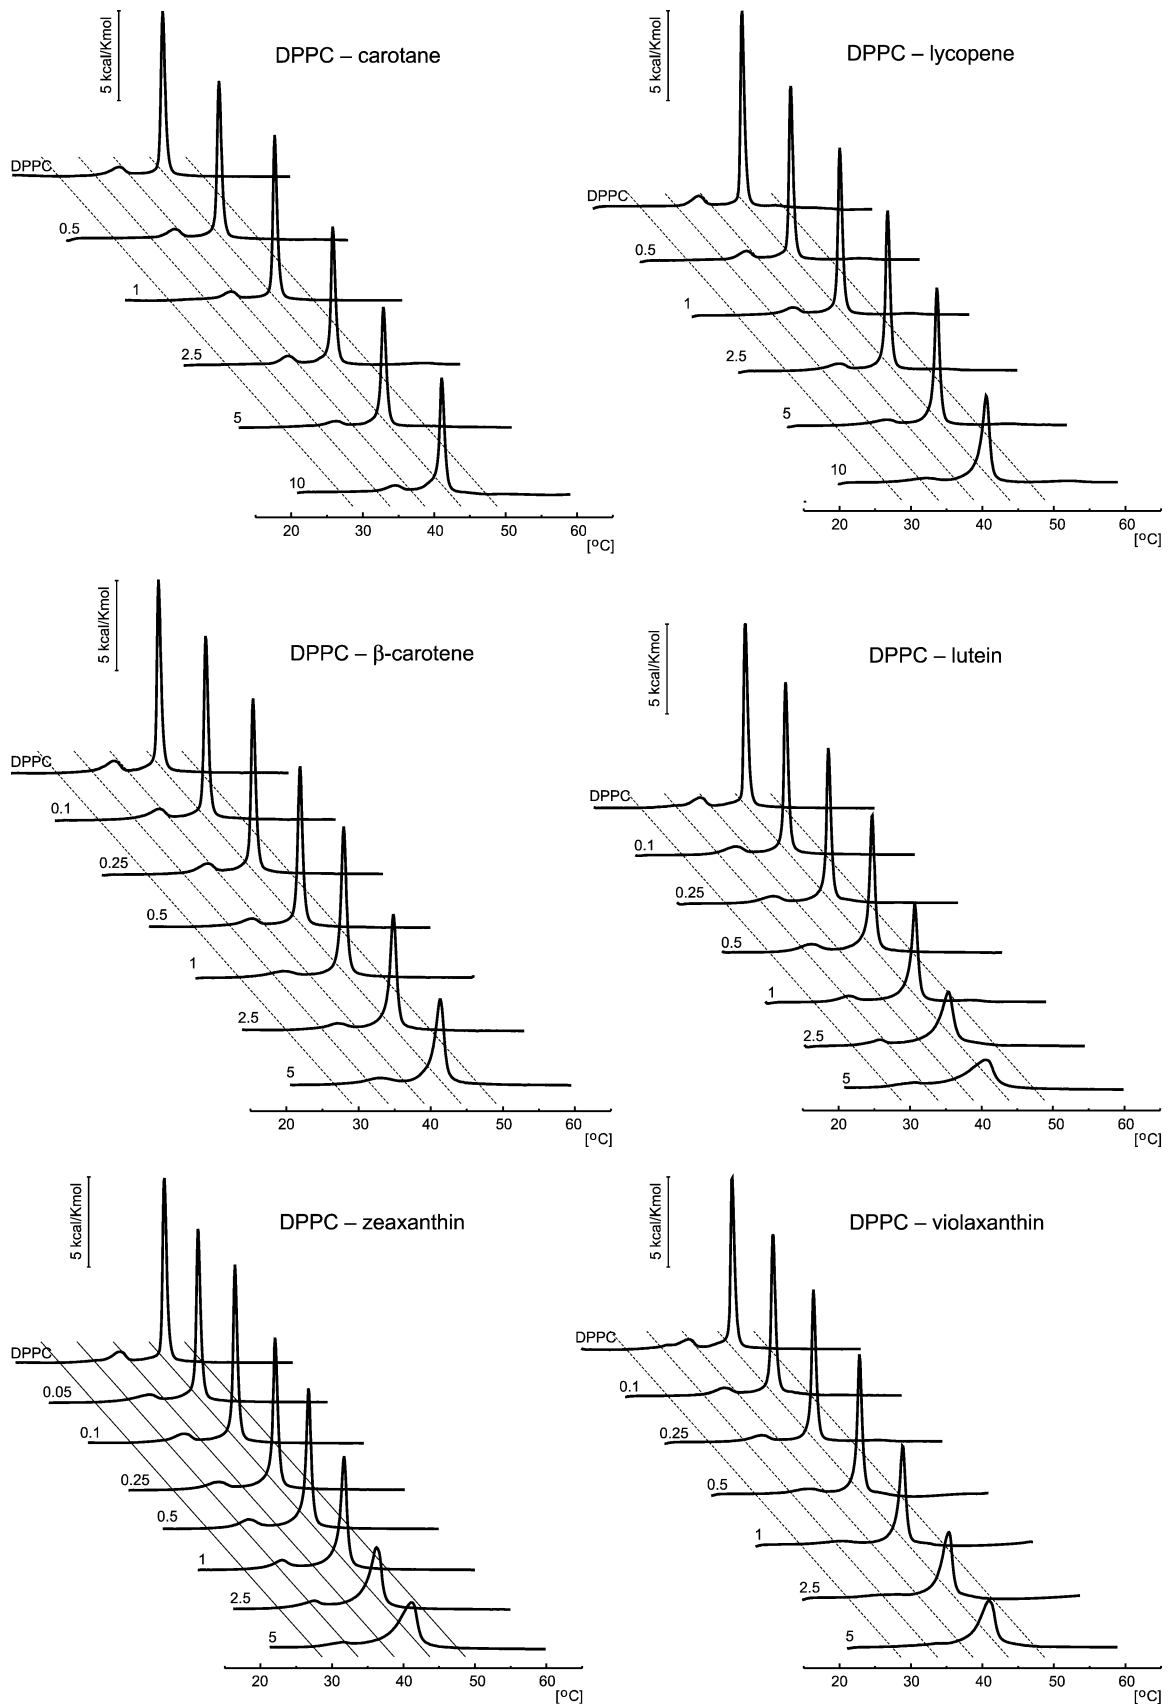 5 kcal/Kmol
DPPC – carotane
DPPC
0.5
1
2.5
5
10
20 30 40 50 60
[°C]
5 kcal/Kmol
DPPC – lycopene
DPPC
0.5
1
2.5
5
10
20 30 40 50 60
[°C]
5 kcal/Kmol
DPPC – β-carotene
DPPC
0.1
0.25
0.5
1
2.5
5
20 30 40 50 60
[°C]
5 kcal/Kmol
DPPC – lutein
DPPC
0.1
0.25
0.5
1
2.5
5
20 30 40 50 60
[°C]
5 kcal/Kmol
DPPC – zeaxanthin
DPPC
0.05
0.1
0.25
0.5
1
2.5
5
20 30 40 50 60
[°C]
5 kcal/Kmol
DPPC – violaxanthin
DPPC
0.1
0.25
0.5
1
2.5
5
20 30 40 50 60
[°C]